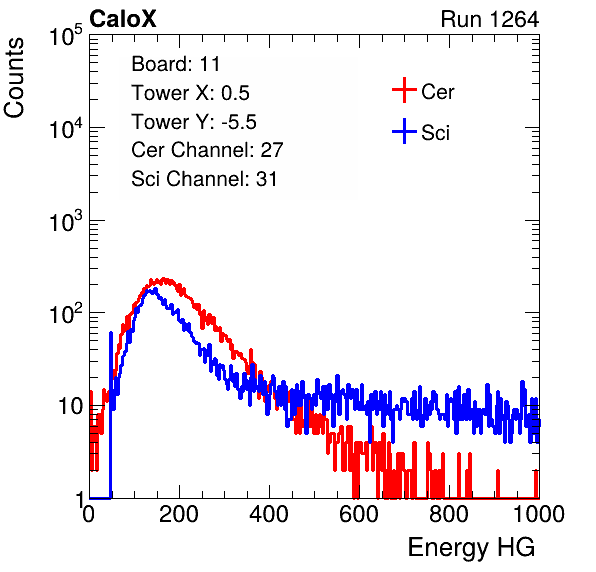 CaloX Run 1264
Counts
10^5
10^4
10^3
10^2
10
1
Board: 11
Tower X: 0.5
Tower Y: -5.5
Cer Channel: 27
Sci Channel: 31
Cer
Sci
0 200 400 600 800 1000
Energy HG